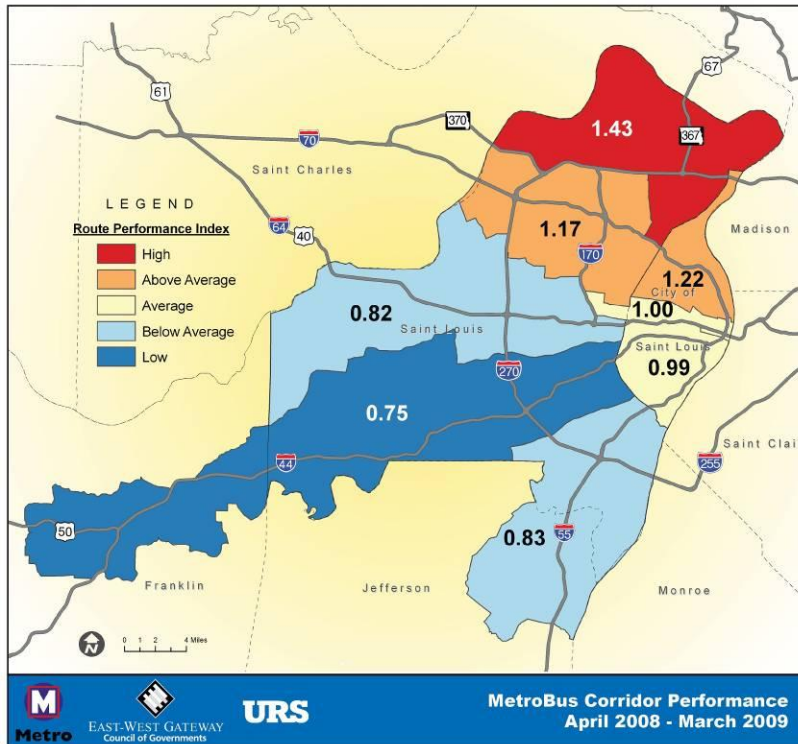 67
61
370
70
1.43
367
Saint Charles
LEGEND
Route Performance Index
High
Above Average
Average
Below Average
Low
64
40
1.17
170
Madison
1.22
City of
1.00
0.82
Saint Louis
Saint Louis
0.99
270
0.75
Saint Clai
255
44
50
0.83
55
Franklin
Jefferson
Monroe
N
0 1 2 4 Miles
M
Metro
EAST-WEST GATEWAY
Council of Governments
URS
MetroBus Corridor Performance
April 2008 - March 2009